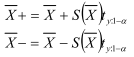 X̅+ = X̅ + S(X̅)t y:1−α
X̅− = X̅ − S(X̅)t y:1−α